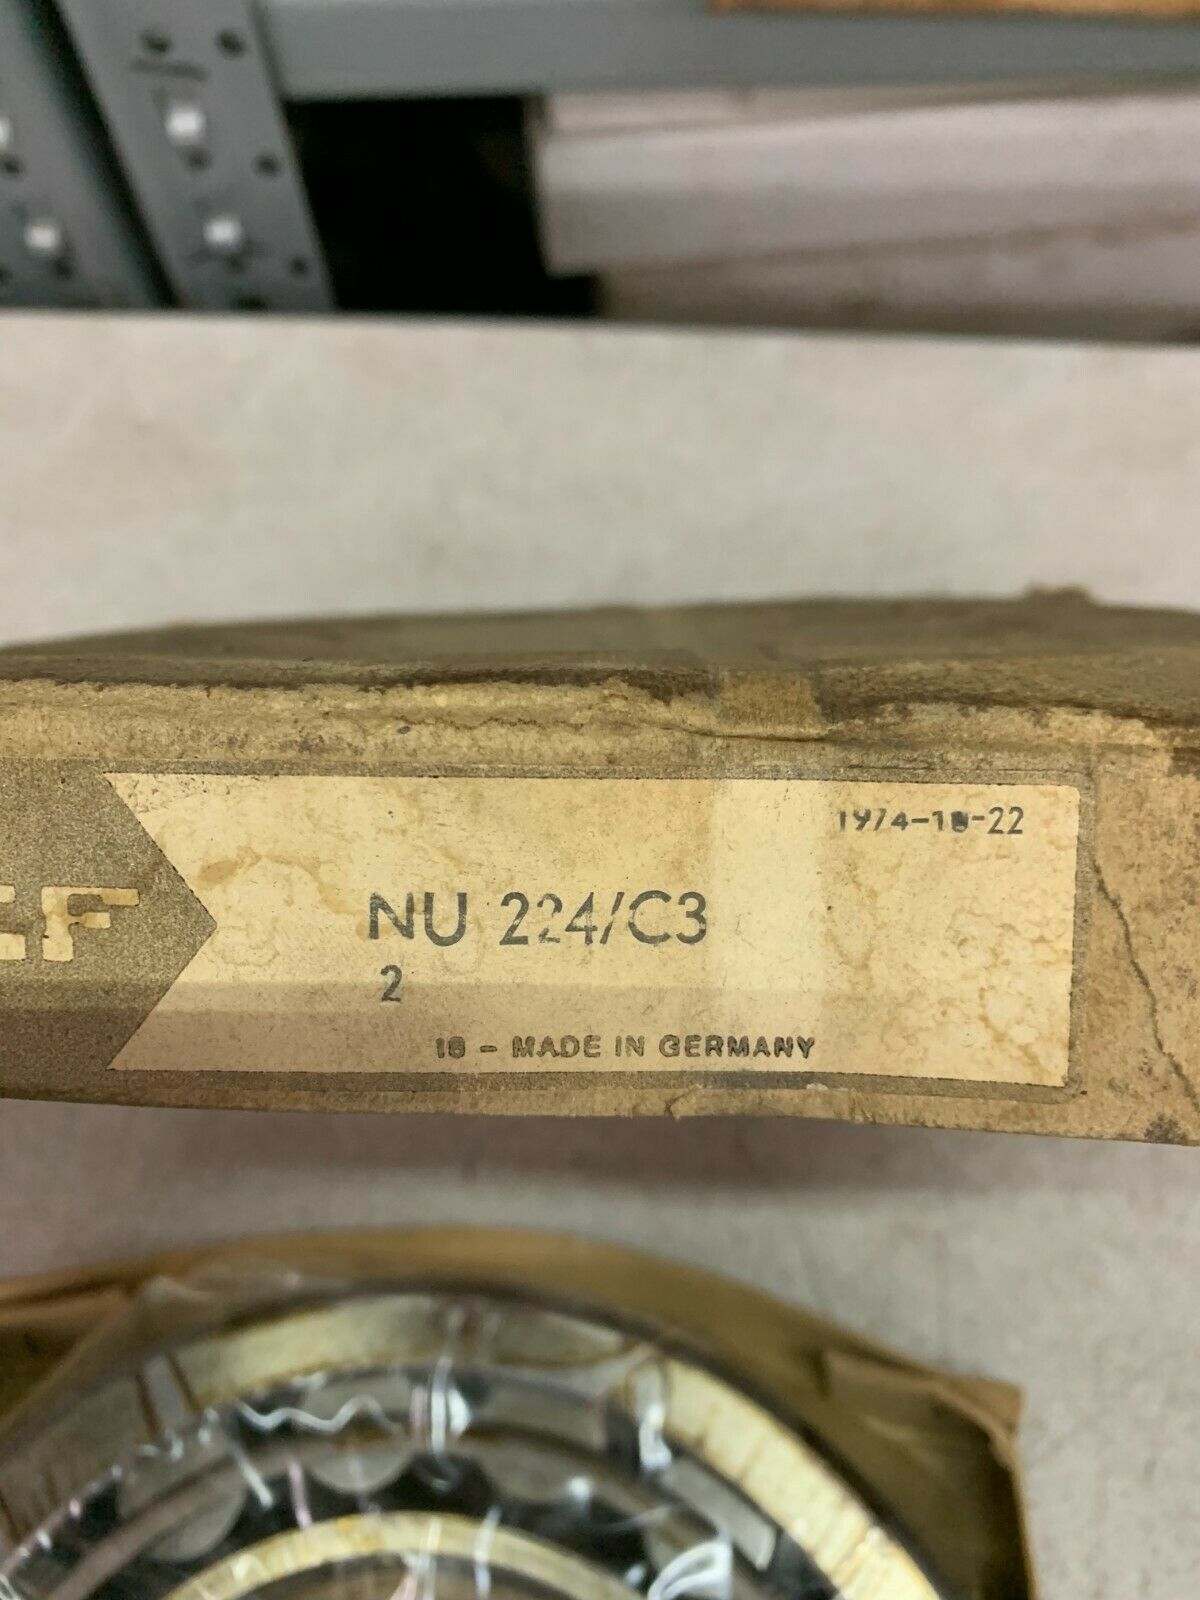 1974-10-22
NU 224/C3
2
18 - MADE IN GERMANY